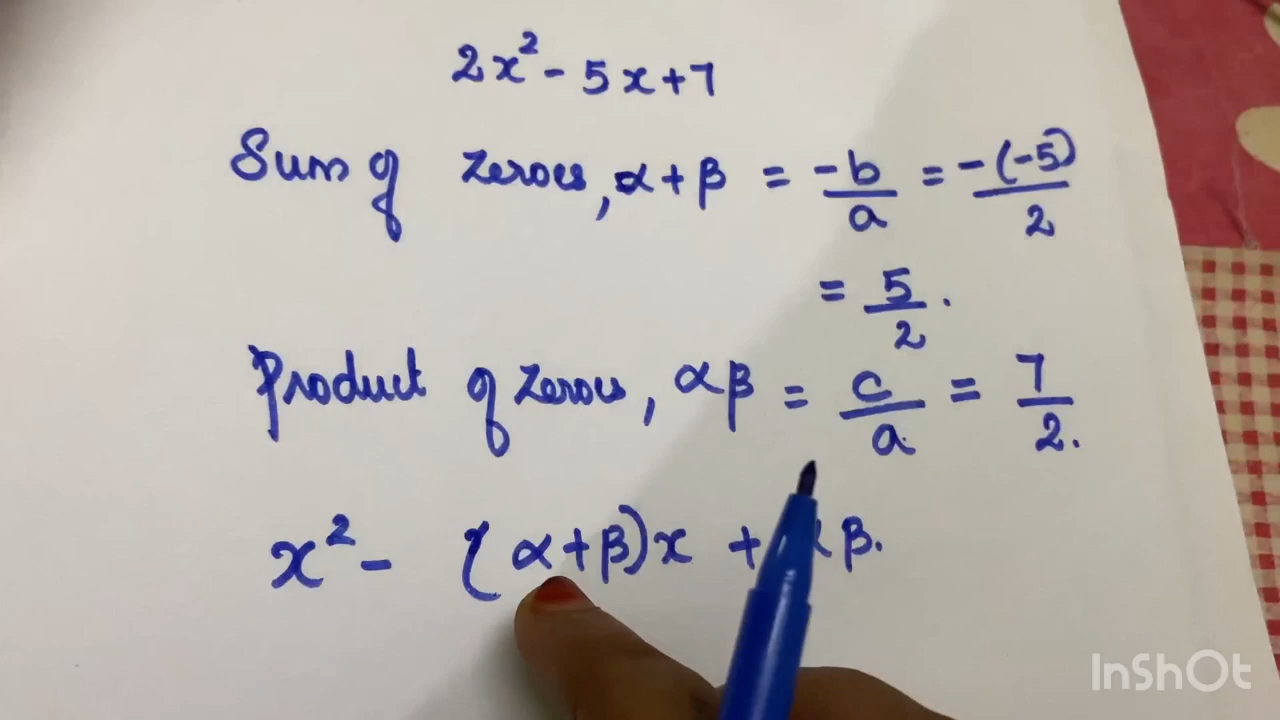 2x² - 5x + 7
Sum of zeroes, α + β = -b/a = -(-5)/2
= 5/2.
Product of zeroes, αβ = c/a = 7/2.
x² - (α+β)x + β.
InShOt